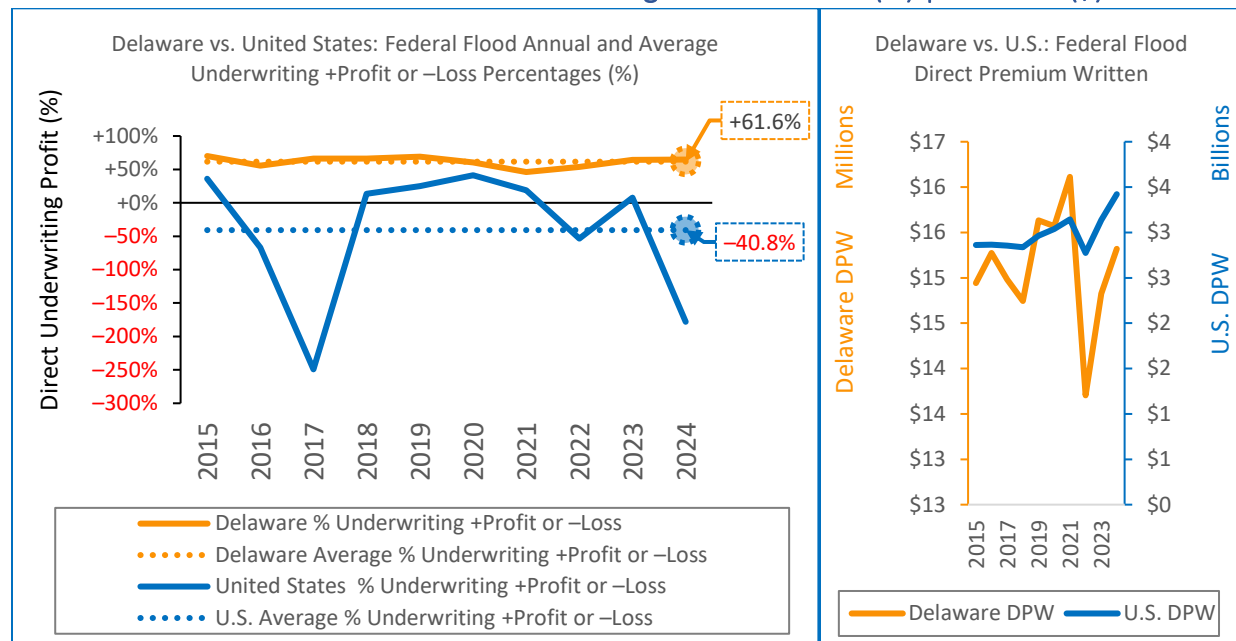 Delaware vs. United States: Federal Flood Annual and Average
Underwriting +Profit or –Loss Percentages (%)
Direct Underwriting Profit (%)
+100%
+50%
+0%
–50%
–100%
–150%
–200%
–250%
–300%
+61.6%
–40.8%
2015
2016
2017
2018
2019
2020
2021
2022
2023
2024
Delaware % Underwriting +Profit or –Loss
Delaware Average % Underwriting +Profit or –Loss
United States % Underwriting +Profit or –Loss
U.S. Average % Underwriting +Profit or –Loss
Delaware vs. U.S.: Federal Flood
Direct Premium Written
Delaware DPW
Millions
$17
$16
$16
$15
$15
$14
$14
$13
$13
$4
$4
$3
$3
$2
$2
$1
$1
$0
U.S. DPW
Billions
2015
2017
2019
2021
2023
Delaware DPW
U.S. DPW